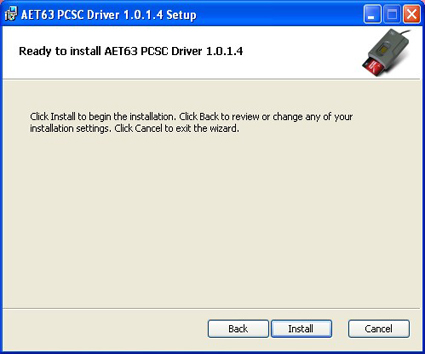 AET63 PCSC Driver 1.0.1.4 Setup
Ready to install AET63 PCSC Driver 1.0.1.4
Click Install to begin the installation. Click Back to review or change any of your
installation settings. Click Cancel to exit the wizard.
Back Install Cancel